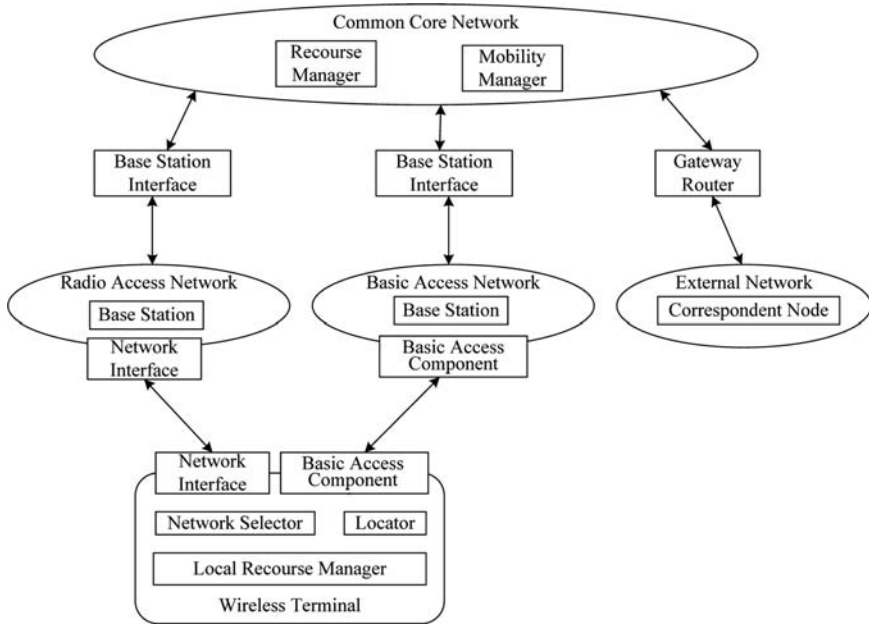 Common Core Network
Recourse
Manager
Mobility
Manager
Base Station
Interface
Base Station
Interface
Gateway
Router
Radio Access Network
Base Station
Network
Interface
Basic Access Network
Base Station
Basic Access
Component
External Network
Correspondent Node
Network
Interface
Basic Access
Component
Network Selector
Locator
Local Recourse Manager
Wireless Terminal